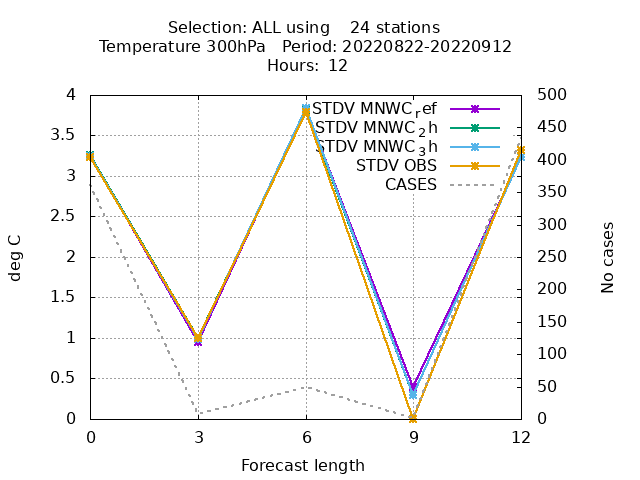 Selection: ALL using    24 stations
Temperature 300hPa   Period: 20220822-20220912
Hours:  12
STDV MNWC_ref
STDV MNWC_2h
STDV MNWC_3h
STDV OBS
CASES
deg C
4
3.5
3
2.5
2
1.5
1
0.5
0
500
450
400
350
300
250
200
150
100
50
0
No cases
0 3 6 9 12
Forecast length